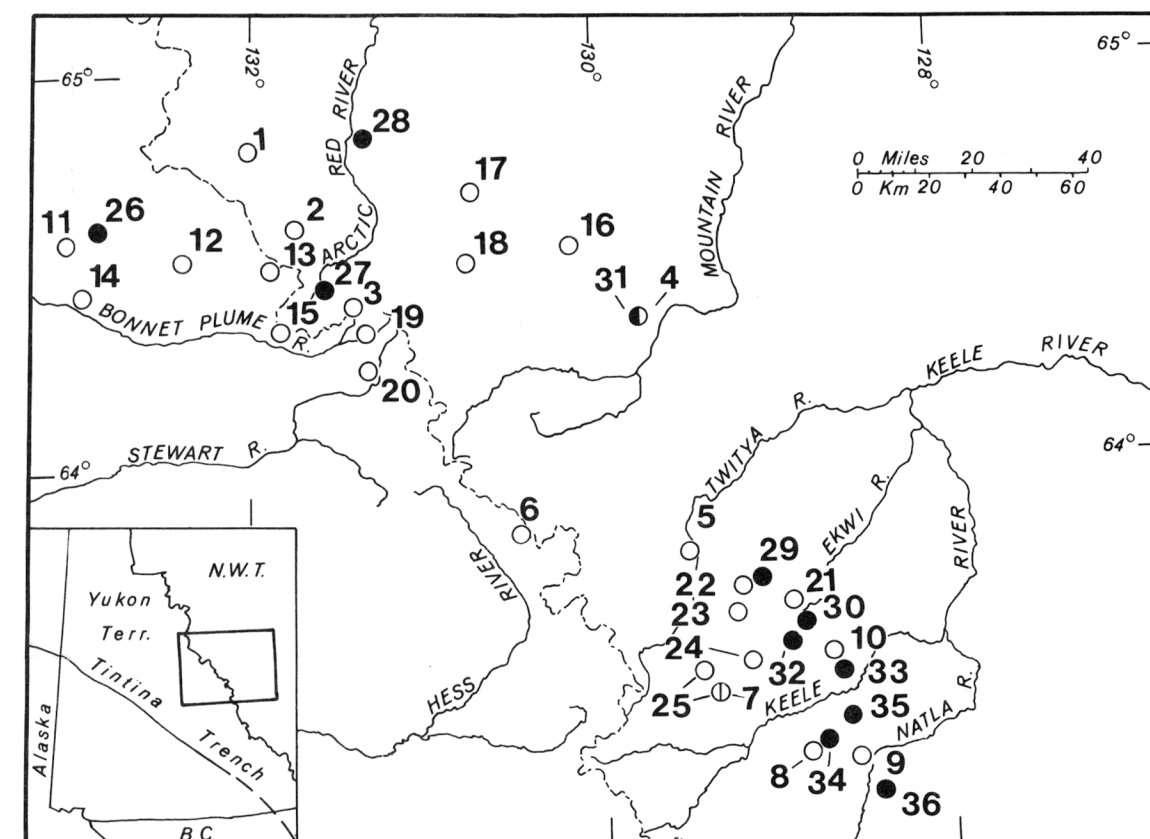 132°
130°
128°
65°
65°
RED RIVER
28
MOUNTAIN RIVER
1
0 Miles 20 40
0 Km 20 40 60
17
26
2
ARCTIC
11
12
16
18
13
14
27
31
4
3
BONNET PLUME R.
15
19
20
KEELE RIVER
TWITYA R.
64°
64°
STEWART R.
6
5
EKWI R.
RIVER
29
22
21
23
30
RIVER
24
32
10
33
25
7
KEELE
35
HESS
NATLA R.
8
34
9
36
N.W.T.
Yukon
Terr.
Tintina
Trench
Alaska
B.C.